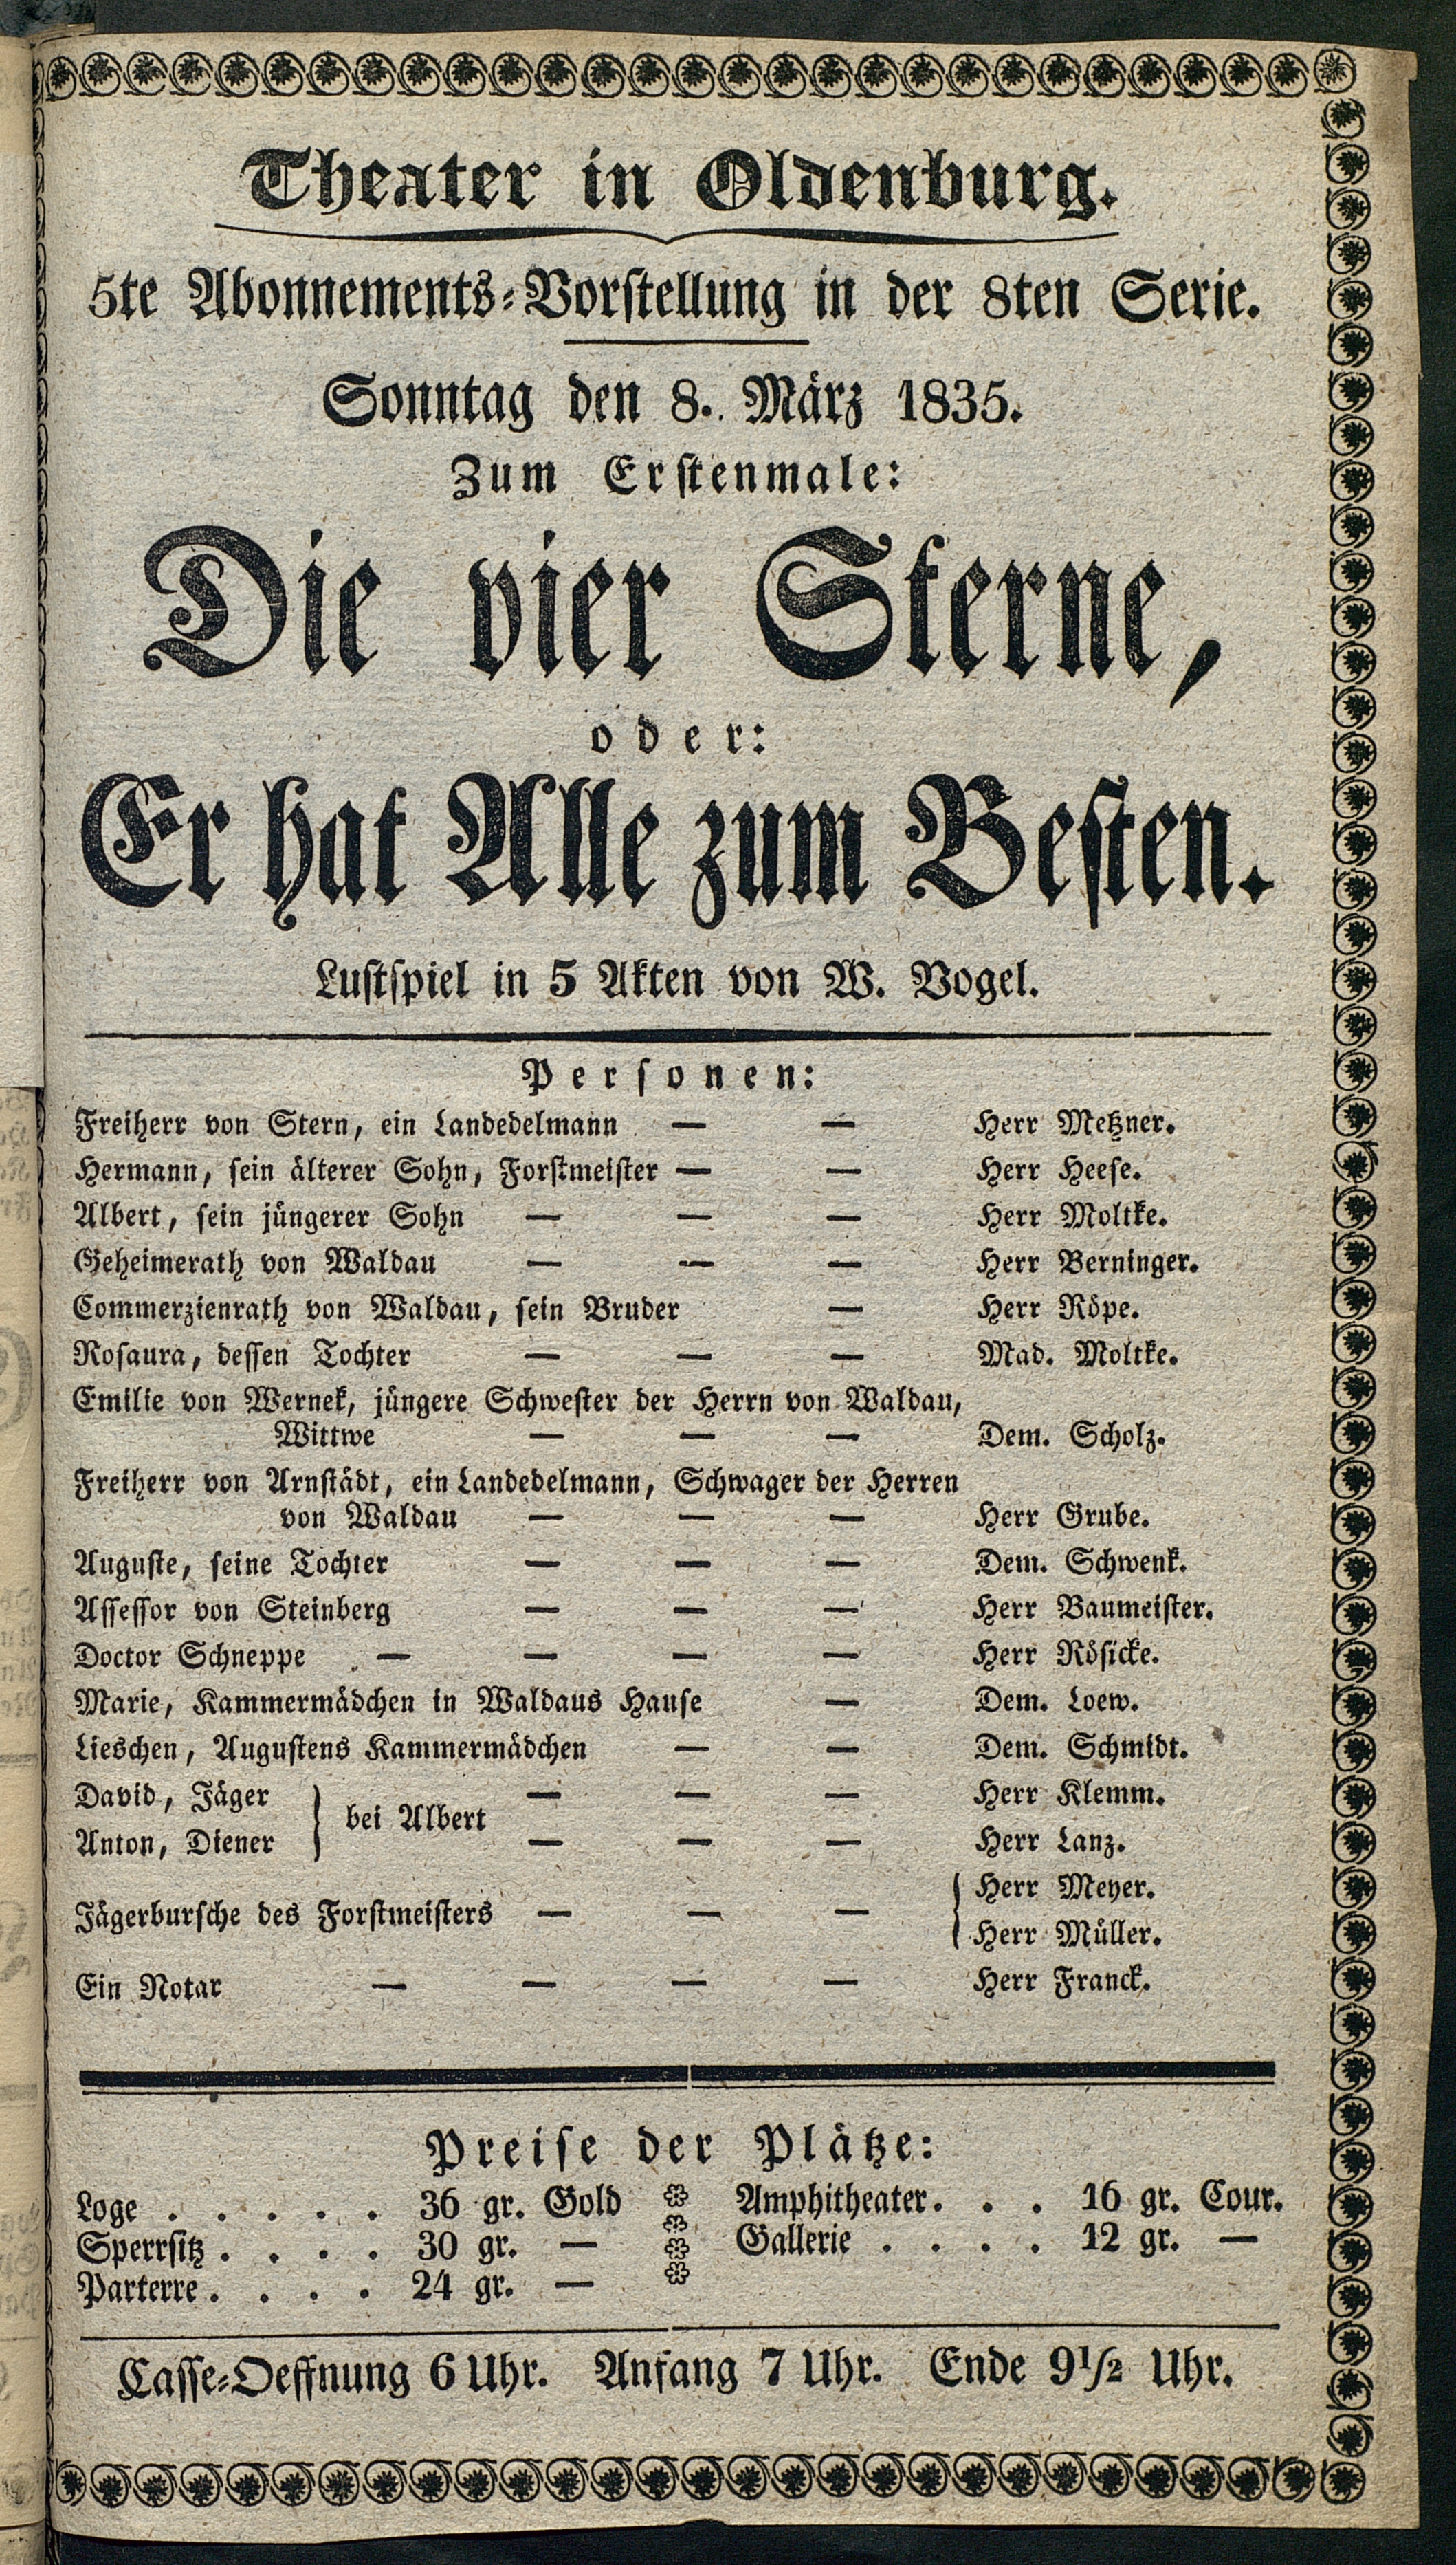 Theater in Oldenburg.
5te Abonnements-Vorstellung in der 8ten Serie.
Sonntag den 8. März 1835.
Zum Erstenmale:
Die vier Sterne,
oder:
Er hat Alle zum Besten.
Lustspiel in 5 Akten von W. Vogel.
Personen:
Freiherr von Stern, ein Landedelmann — — Herr Metzner.
Hermann, sein älterer Sohn, Forstmeister — — Herr Heese.
Albert, sein jüngerer Sohn — — — Herr Moltke.
Geheimerath von Waldau — — — Herr Berninger.
Commerzienrath von Waldau, sein Bruder — Herr Röpe.
Rosaura, dessen Tochter — — — Mad. Moltke.
Emilie von Wernek, jüngere Schwester der Herrn von Waldau,
Wittwe — — — Dem. Scholz.
Freiherr von Arnstädt, ein Landedelmann, Schwager der Herren
von Waldau — — — Herr Grube.
Auguste, seine Tochter — — — Dem. Schwenk.
Assessor von Steinberg — — — Herr Baumeister.
Doctor Schneppe — — — — Herr Rösicke.
Marie, Kammermädchen in Waldaus Hause — Dem. Loew.
Lieschen, Augustens Kammermädchen — — Dem. Schmidt.
David, Jäger — — — Herr Klemm.
bei Albert
Anton, Diener — — — Herr Lanz.
Herr Meyer.
Jägerbursche des Forstmeisters — — —
Herr Müller.
Ein Notar — — — — Herr Franck.
Preise der Plätze:
Loge . . . . . 36 gr. Gold Amphitheater. . . 16 gr. Cour.
Sperrsitz . . . . 30 gr. — Gallerie . . . . 12 gr. —
Parterre . . . . 24 gr. —
Casse-Oeffnung 6 Uhr. Anfang 7 Uhr. Ende 9½ Uhr.